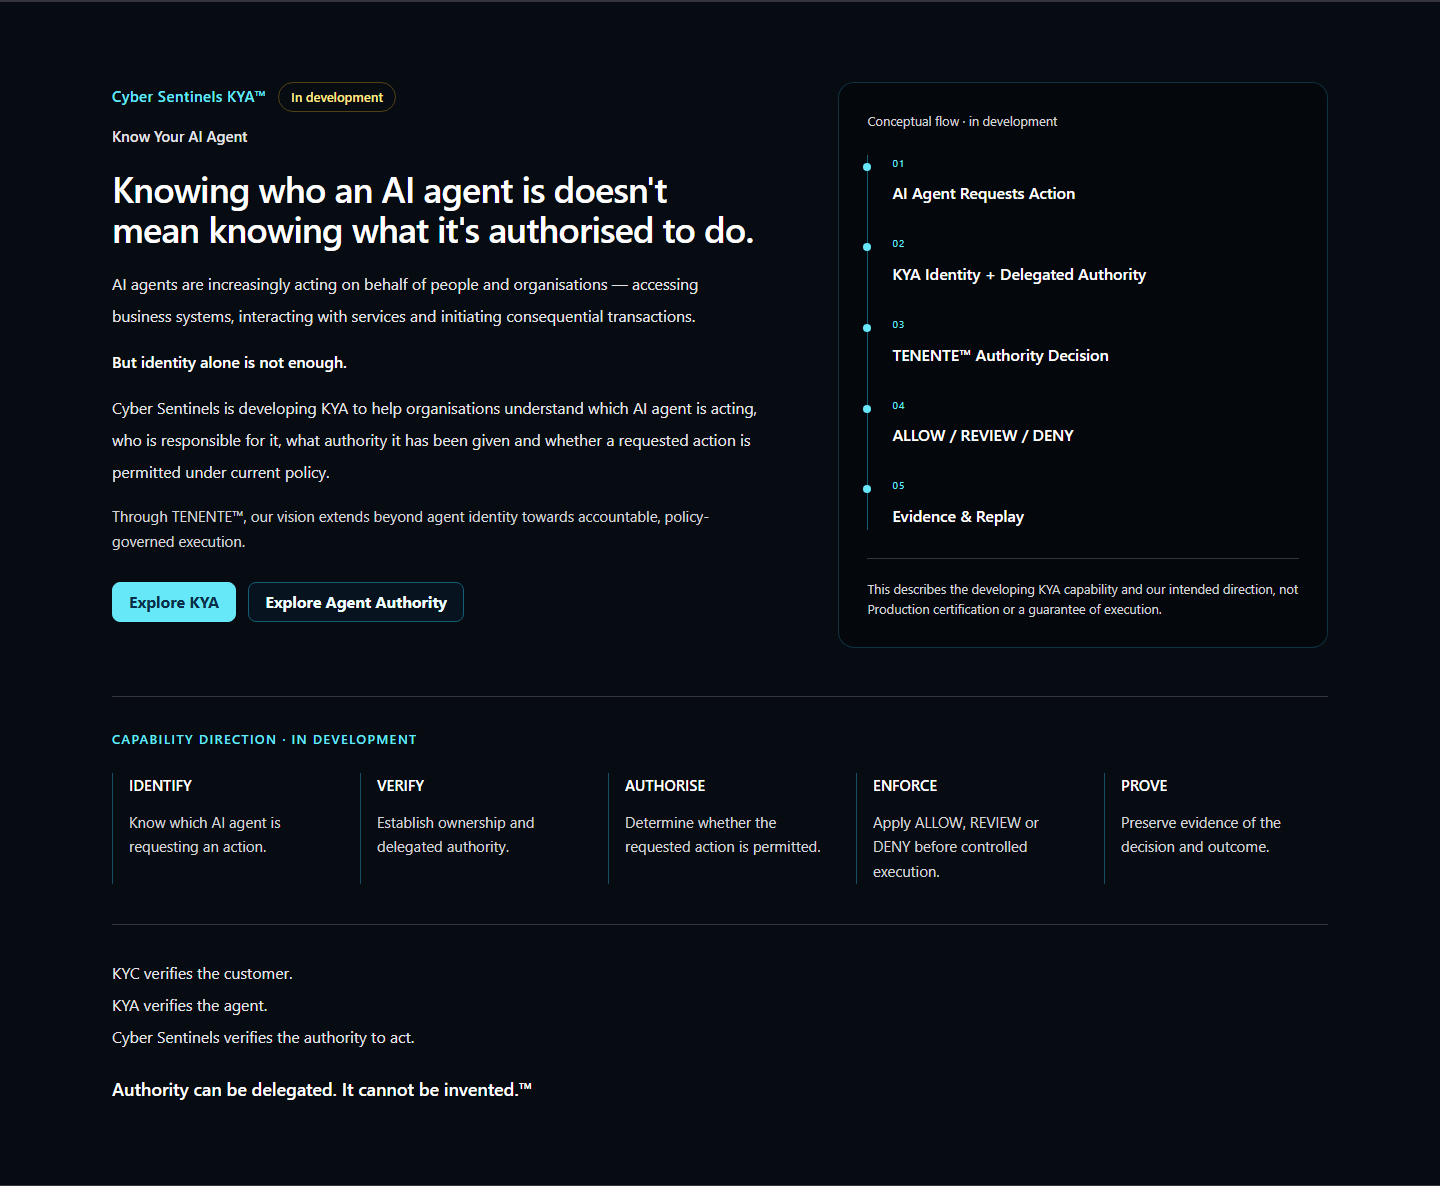 Cyber Sentinels KYA™
In development
Know Your AI Agent
Knowing who an AI agent is doesn't
mean knowing what it's authorised to do.
AI agents are increasingly acting on behalf of people and organisations — accessing
business systems, interacting with services and initiating consequential transactions.
But identity alone is not enough.
Cyber Sentinels is developing KYA to help organisations understand which AI agent is acting,
who is responsible for it, what authority it has been given and whether a requested action is
permitted under current policy.
Through TENENTE™, our vision extends beyond agent identity towards accountable, policy-
governed execution.
Explore KYA
Explore Agent Authority
Conceptual flow · in development
01
AI Agent Requests Action
02
KYA Identity + Delegated Authority
03
TENENTE™ Authority Decision
04
ALLOW / REVIEW / DENY
05
Evidence & Replay
This describes the developing KYA capability and our intended direction, not
Production certification or a guarantee of execution.
CAPABILITY DIRECTION · IN DEVELOPMENT
IDENTIFY
Know which AI agent is
requesting an action.
VERIFY
Establish ownership and
delegated authority.
AUTHORISE
Determine whether the
requested action is permitted.
ENFORCE
Apply ALLOW, REVIEW or
DENY before controlled
execution.
PROVE
Preserve evidence of the
decision and outcome.
KYC verifies the customer.
KYA verifies the agent.
Cyber Sentinels verifies the authority to act.
Authority can be delegated. It cannot be invented.™